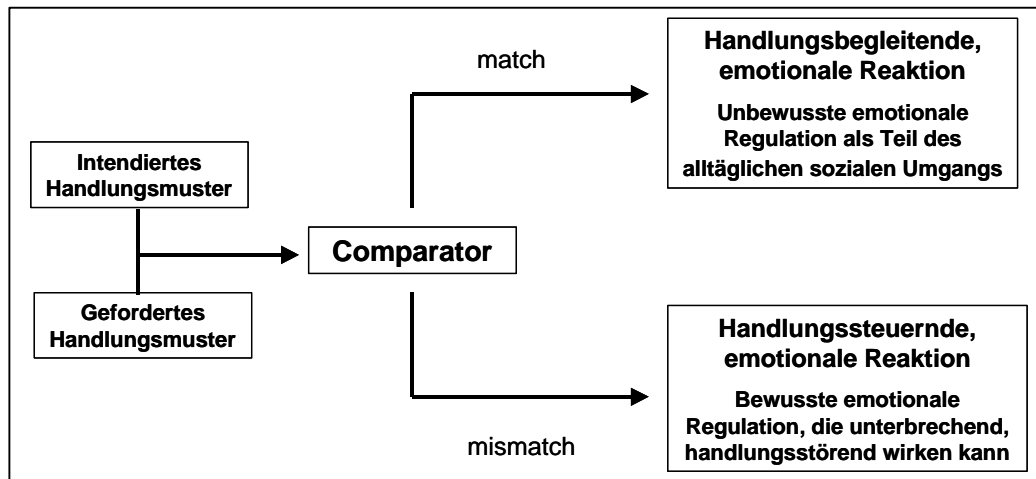 Intendiertes
Handlungsmuster
Gefordertes
Handlungsmuster
Comparator
match
mismatch
Handlungsbegleitende,
emotionale Reaktion
Unbewusste emotionale
Regulation als Teil des
alltäglichen sozialen Umgangs
Handlungssteuernde,
emotionale Reaktion
Bewusste emotionale
Regulation, die unterbrechend,
handlungsstörend wirken kann